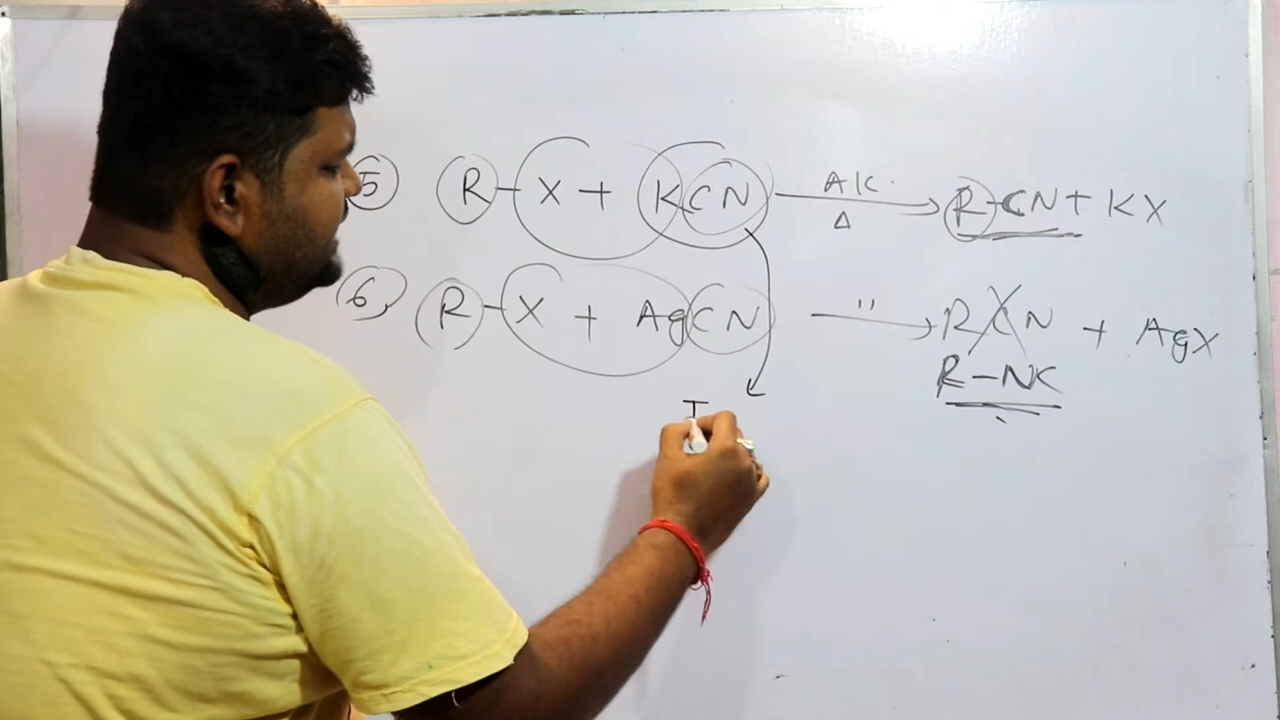 ⑤ R-X + KCN AlC. Δ → R-CN + KX
⑥ R-X + AgCN '' → RCN + AgX
R-NC
I